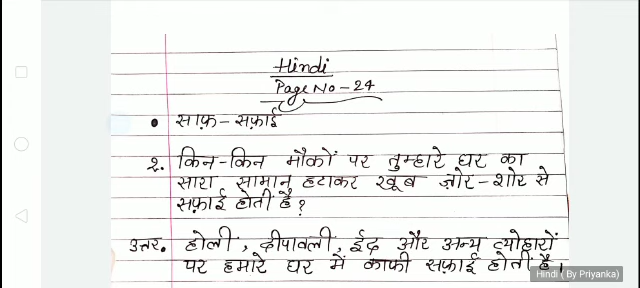 Hindi
Page No - 24
• साफ़ - सफ़ाई
२. किन-किन मौकों पर तुम्हारे घर का
सारा सामान हटाकर खूब ज़ोर-शोर से
सफ़ाई होती है?
उत्तर. होली, दीपावली, ईद और अन्य त्योहारों
पर हमारे घर में काफी सफ़ाई होती है।
Hindi ( By Priyanka)